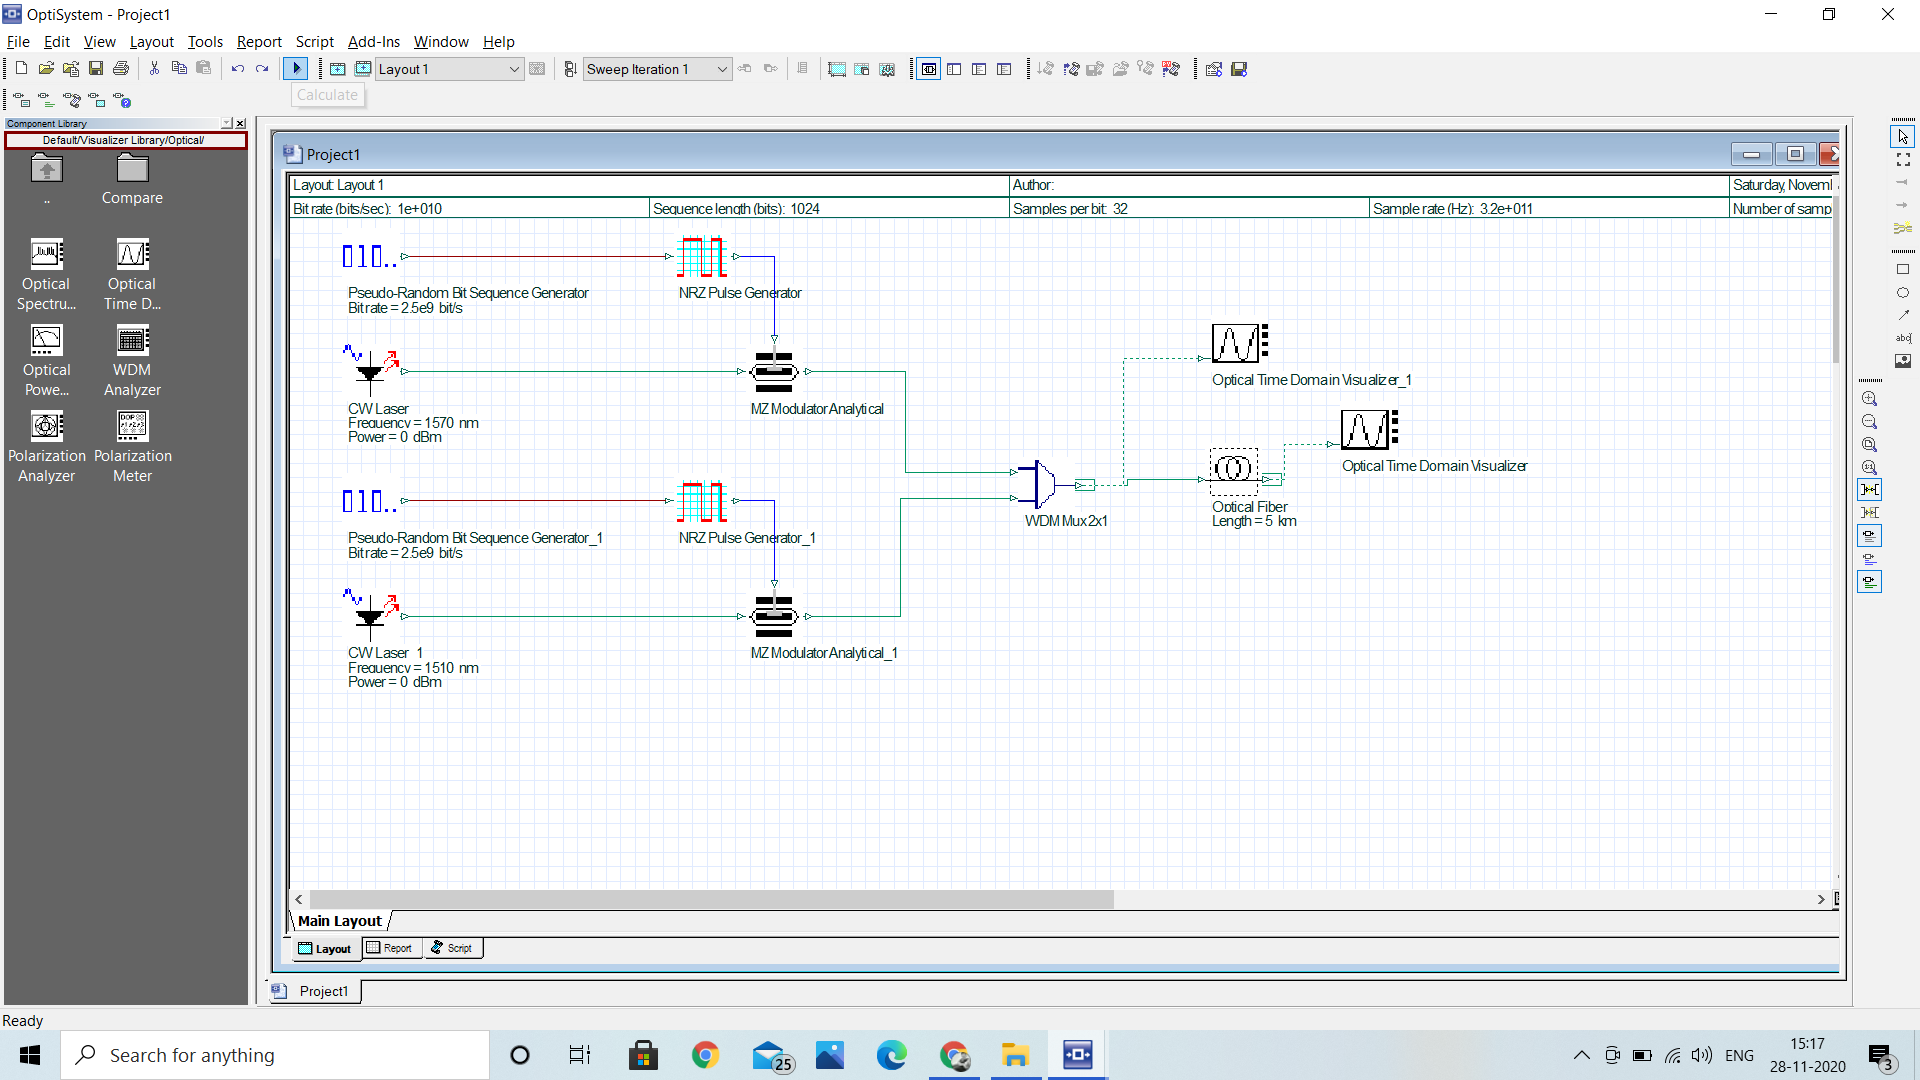 OptiSystem - Project1
File Edit View Layout Tools Report Script Add-Ins Window Help
Layout 1
Sweep Iteration 1
Calculate
Component Library
Default/Visualizer Library/Optical/
..
Compare
Optical Spectru...
Optical Time D...
Optical Powe...
WDM Analyzer
Polarization Analyzer
Polarization Meter
Project1
Layout: Layout 1
Author:
Saturday, Novem
Bit rate (bits/sec): 1e+010
Sequence length (bits): 1024
Samples per bit: 32
Sample rate (Hz): 3.2e+011
Number of samp
Pseudo-Random Bit Sequence Generator
Bit rate = 2.5e9 bit/s
NRZ Pulse Generator
CW Laser
Frequency = 1570 nm
Power = 0 dBm
MZ Modulator Analytical
Optical Time Domain Visualizer_1
Optical Time Domain Visualizer
Pseudo-Random Bit Sequence Generator_1
Bit rate = 2.5e9 bit/s
NRZ Pulse Generator_1
WDM Mux 2x1
Optical Fiber
Length = 5 km
CW Laser_1
Frequency = 1510 nm
Power = 0 dBm
MZ Modulator Analytical_1
Main Layout
Layout Report Script
Project1
Ready
Search for anything
25
ENG
15:17
28-11-2020
3